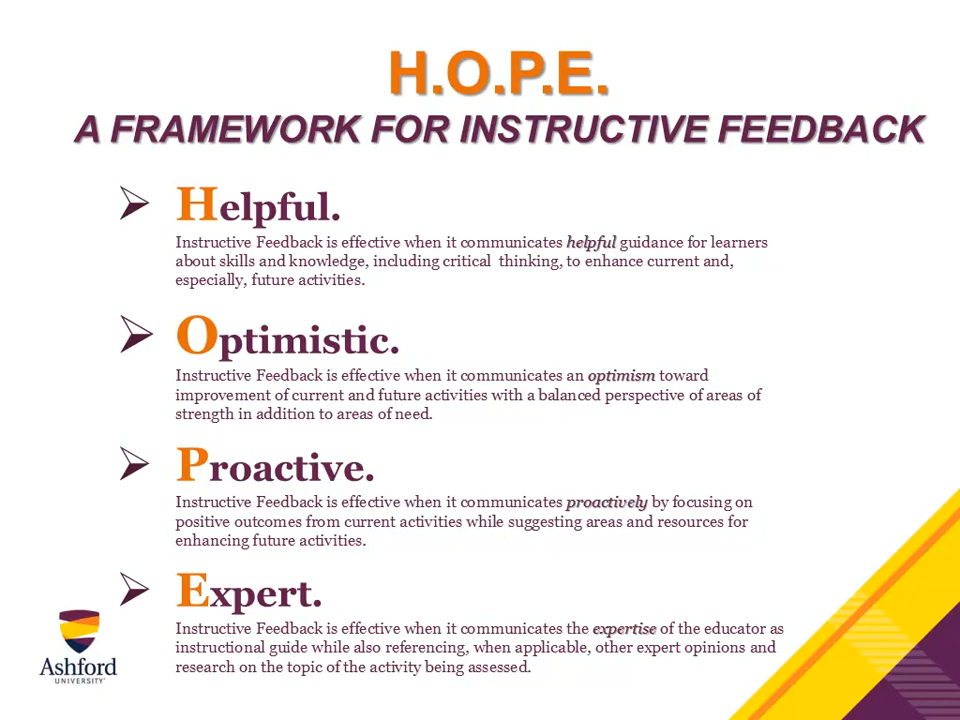 H.O.P.E.
A FRAMEWORK FOR INSTRUCTIVE FEEDBACK
Helpful.
Instructive Feedback is effective when it communicates helpful guidance for learners
about skills and knowledge, including critical thinking, to enhance current and,
especially, future activities.
Optimistic.
Instructive Feedback is effective when it communicates an optimism toward
improvement of current and future activities with a balanced perspective of areas of
strength in addition to areas of need.
Proactive.
Instructive Feedback is effective when it communicates proactively by focusing on
positive outcomes from current activities while suggesting areas and resources for
enhancing future activities.
Expert.
Instructive Feedback is effective when it communicates the expertise of the educator as
instructional guide while also referencing, when applicable, other expert opinions and
research on the topic of the activity being assessed.
Ashford
UNIVERSITY